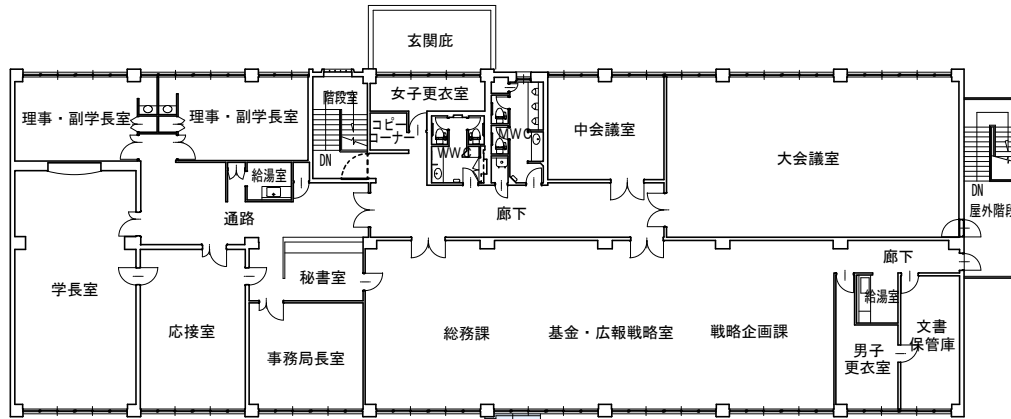 玄関庇
理事・副学長室
理事・副学長室
階段室
DN
女子更衣室
コピー
コーナー
W.W.C
M.W.C
中会議室
大会議室
DN
屋外階段
給湯室
通路
廊下
学長室
応接室
秘書室
事務局長室
総務課
基金・広報戦略室
戦略企画課
廊下
給湯室
男子
更衣室
文書
保管庫